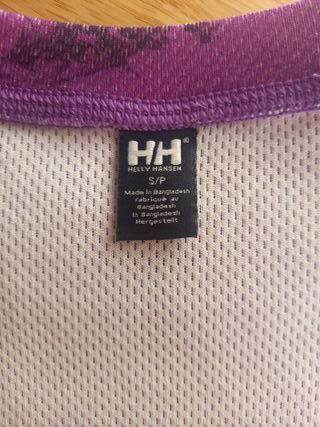 HH®
HELLY HANSEN
S/P
Made in Bangladesh
Fabriqué au
Bangladesh
In Bangladesh
Hergestellt